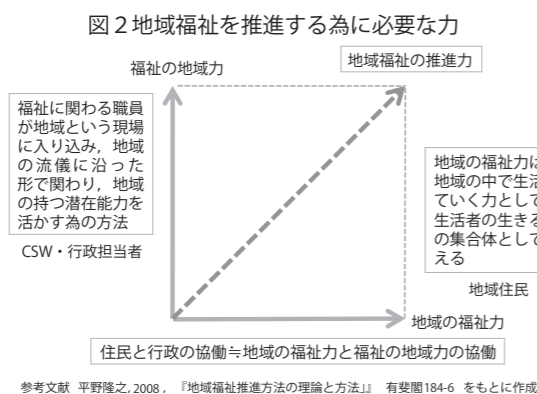 図２地域福祉を推進する為に必要な力
福祉の地域力
地域福祉の推進力
福祉に関わる職員
が地域という現場
に入り込み，地域
の流儀に沿った
形で関わり，地域
の持つ潜在能力を
活かす為の方法
CSW・行政担当者
地域の福祉力は
地域の中で生活
ていく力として
生活者の生きる
の集合体として
える
地域住民
地域の福祉力
住民と行政の協働≒地域の福祉力と福祉の地域力の協働
参考文献 平野隆之, 2008 , 『地域福祉推進方法の理論と方法』』 有斐閣184-6 をもとに作成